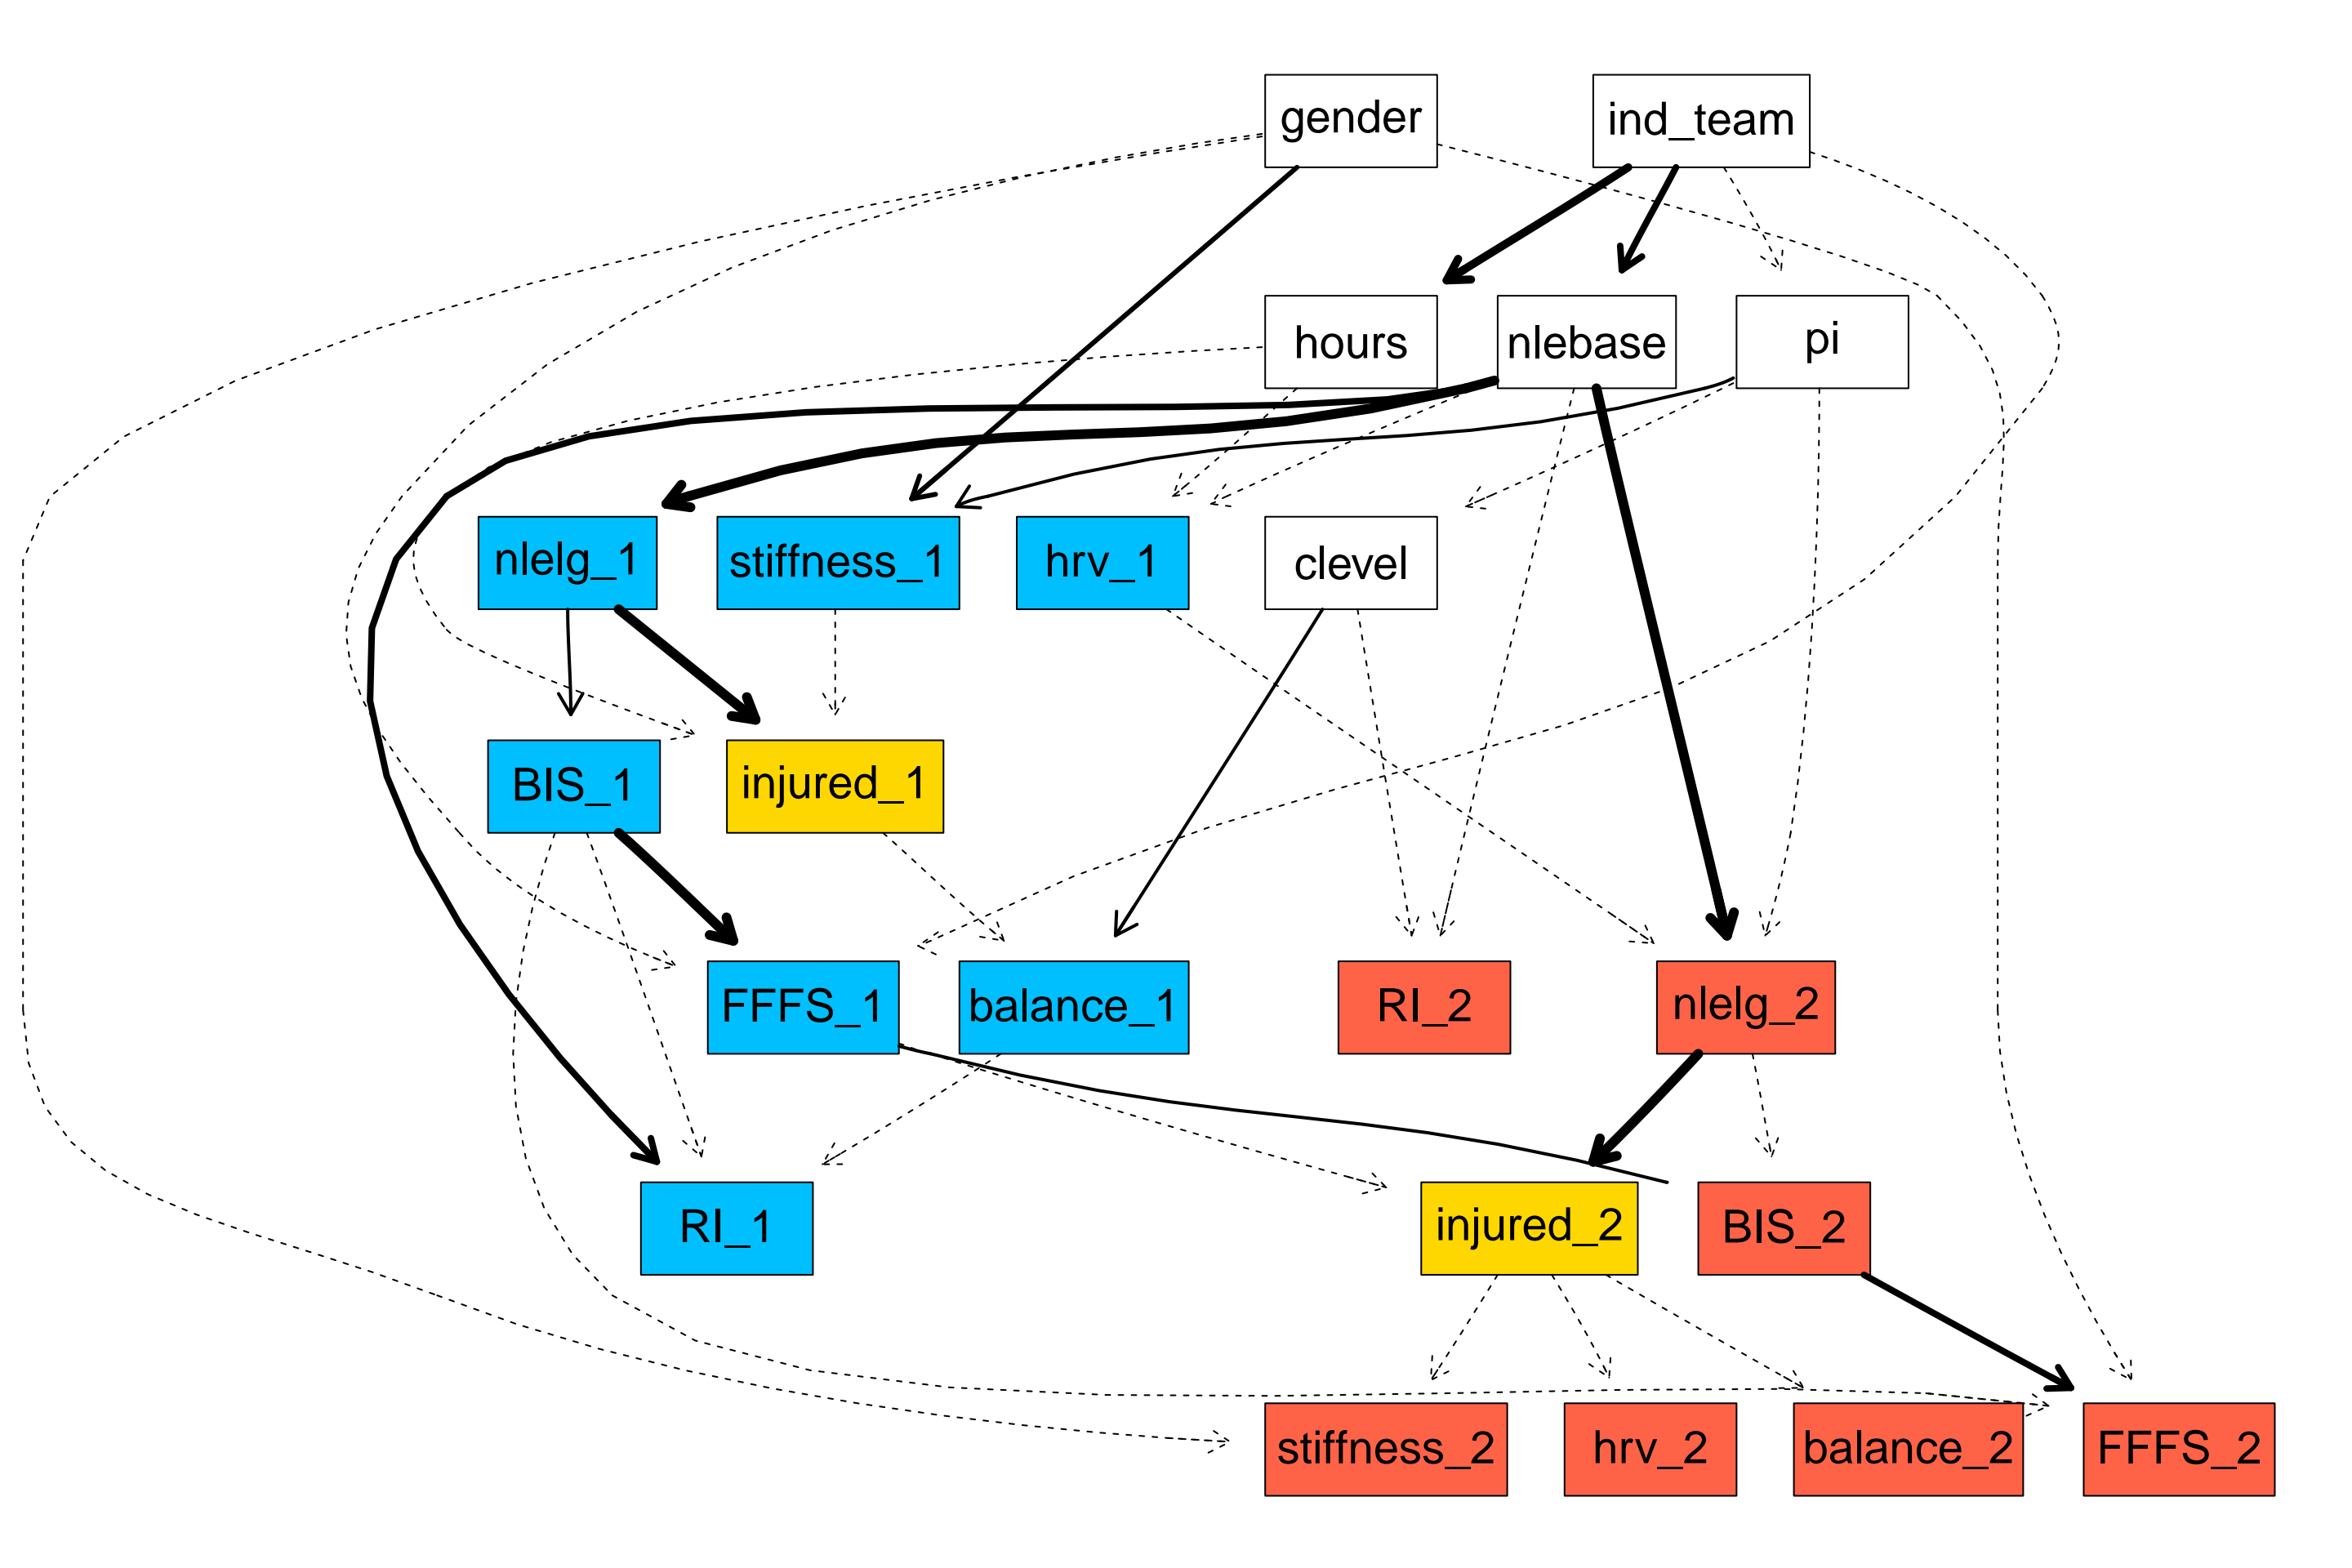 gender
ind_team
hours
nlebase
pi
nlelg_1
stiffness_1
hrv_1
clevel
BIS_1
injured_1
FFFS_1
balance_1
RI_2
nlelg_2
RI_1
injured_2
BIS_2
stiffness_2
hrv_2
balance_2
FFFS_2